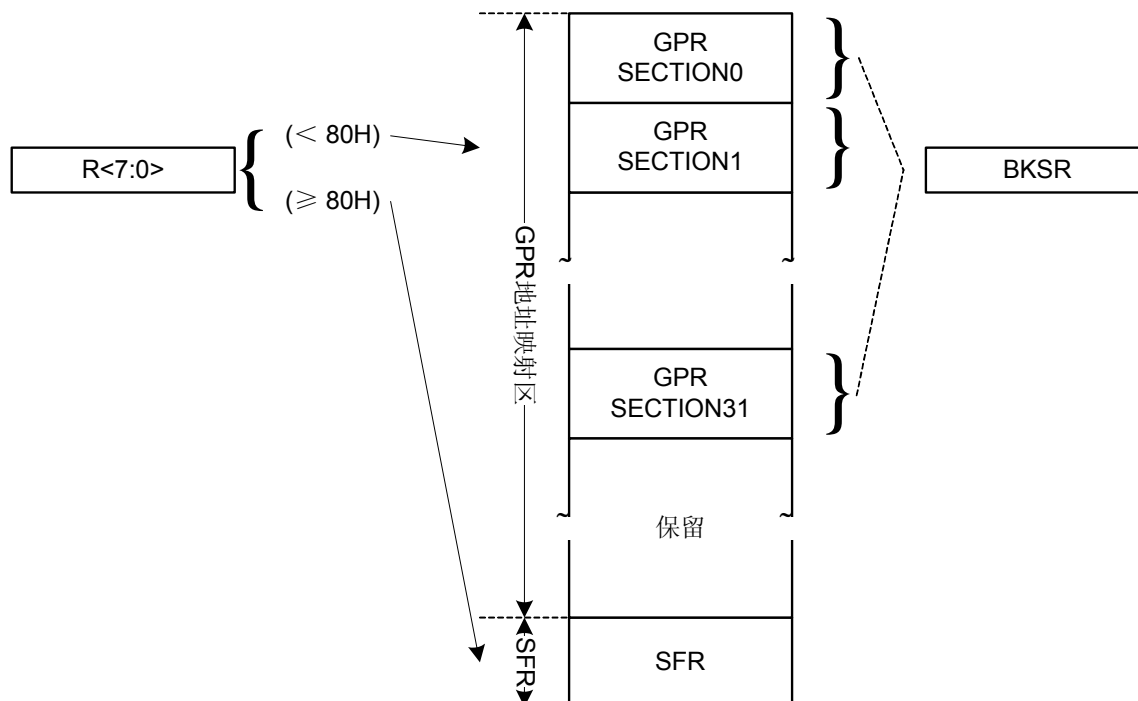 GPR
SECTION0
GPR
SECTION1
(< 80H)
R<7:0>
(≥ 80H)
BKSR
GPR地址映射区
GPR
SECTION31
~
~
~
~
保留
SFR
SFR